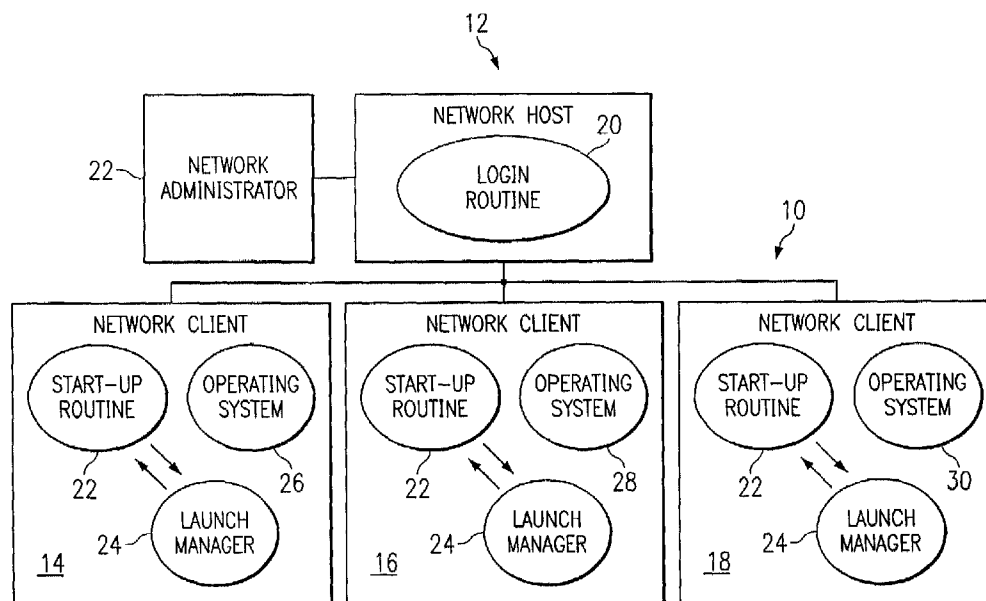 12
NETWORK HOST
20
LOGIN
ROUTINE
22
NETWORK
ADMINISTRATOR
10
NETWORK CLIENT
START-UP
ROUTINE
OPERATING
SYSTEM
22
26
LAUNCH
MANAGER
24
14
NETWORK CLIENT
START-UP
ROUTINE
OPERATING
SYSTEM
22
28
LAUNCH
MANAGER
24
16
NETWORK CLIENT
START-UP
ROUTINE
OPERATING
SYSTEM
22
30
LAUNCH
MANAGER
24
18